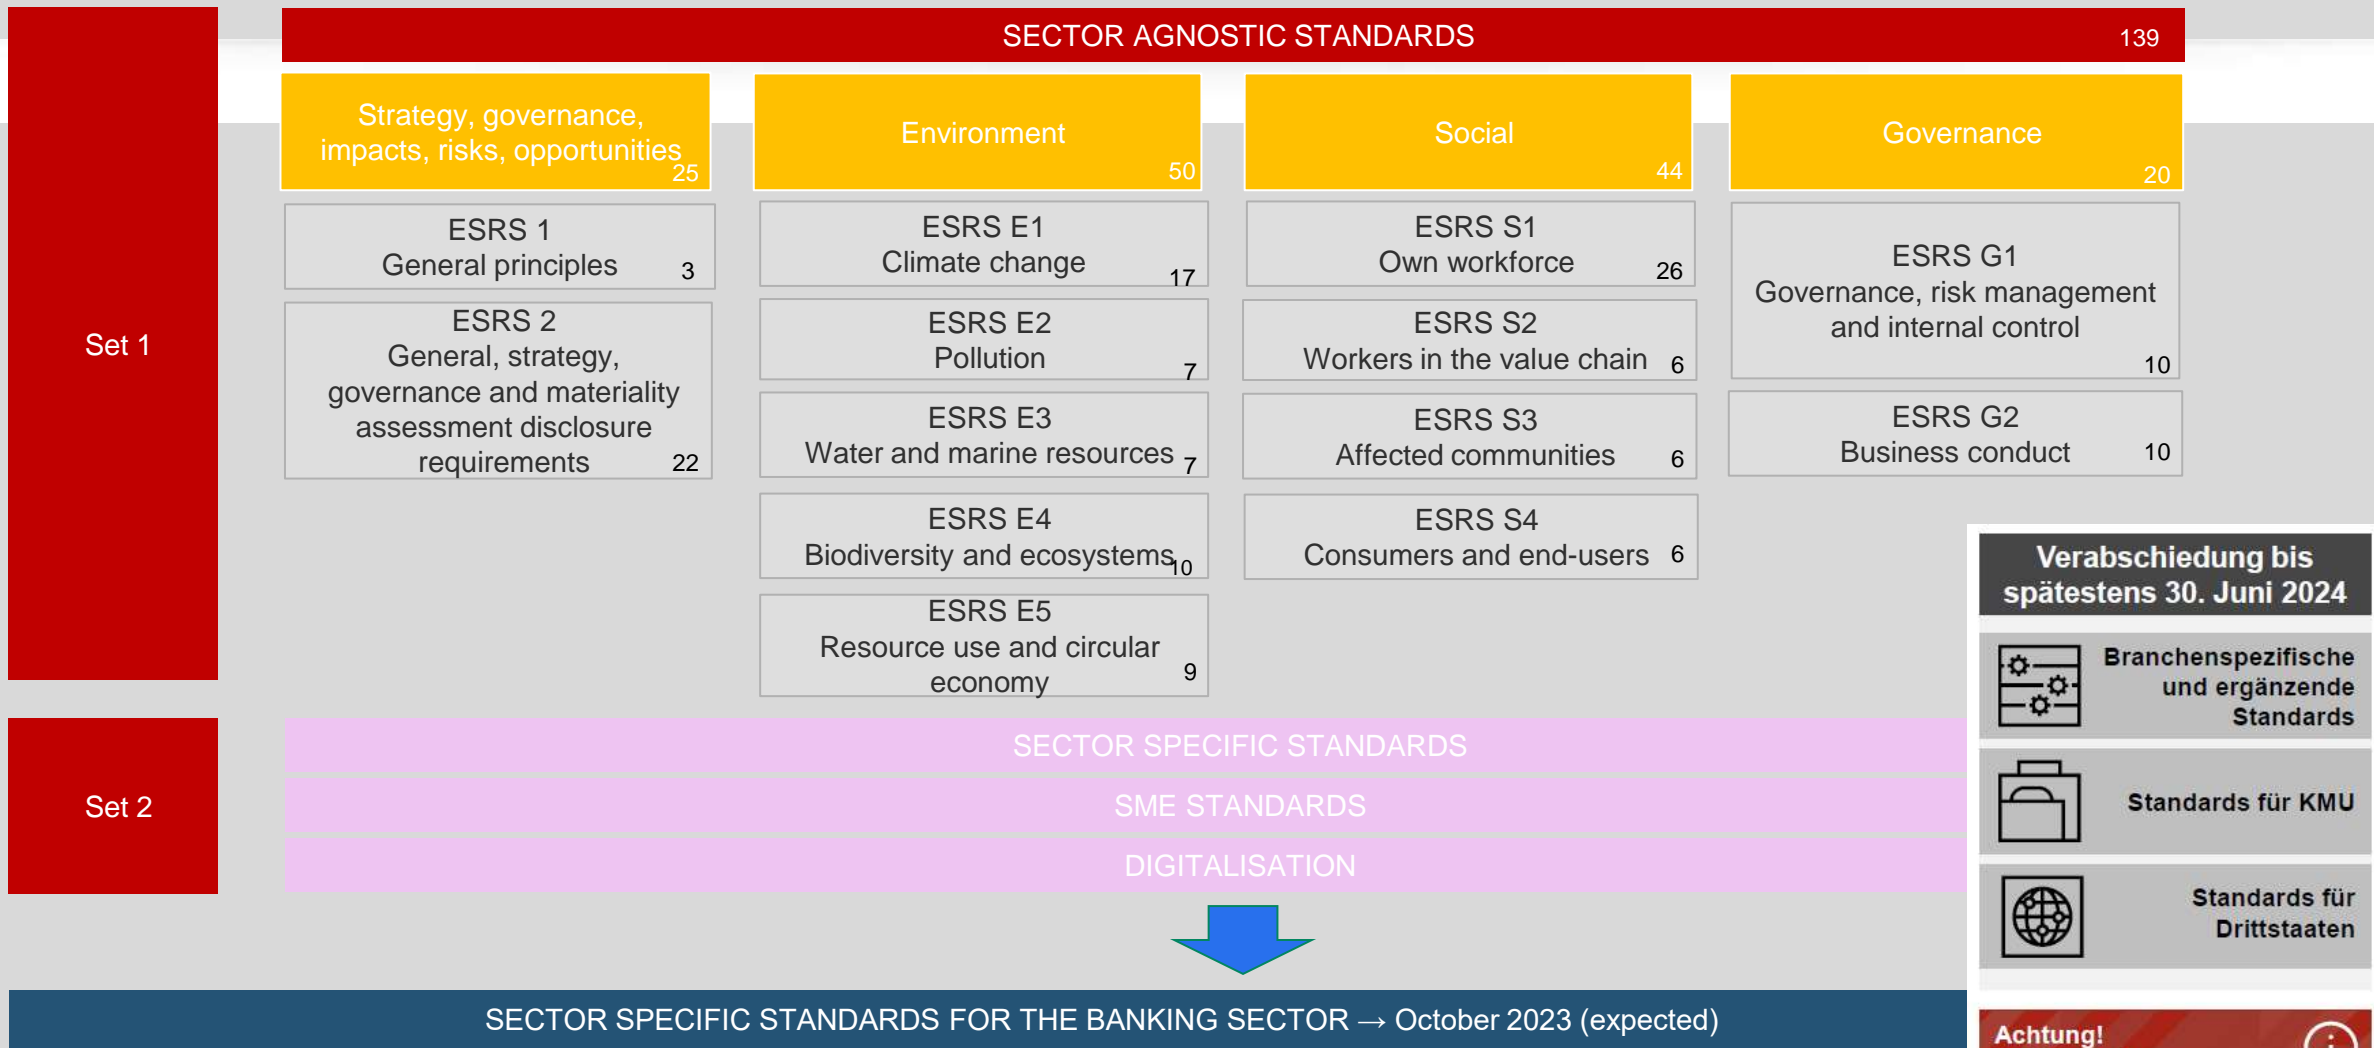 SECTOR AGNOSTIC STANDARDS 139
Set 1
Strategy, governance,
impacts, risks, opportunities
25
Environment
50
Social
44
Governance
20
ESRS 1
General principles 3
ESRS 2
General, strategy,
governance and materiality
assessment disclosure
requirements 22
ESRS E1
Climate change
17
ESRS E2
Pollution
7
ESRS E3
Water and marine resources 7
ESRS E4
Biodiversity and ecosystems
10
ESRS E5
Resource use and circular
economy
9
ESRS S1
Own workforce 26
ESRS S2
Workers in the value chain 6
ESRS S3
Affected communities 6
ESRS S4
Consumers and end-users 6
ESRS G1
Governance, risk management
and internal control
10
ESRS G2
Business conduct 10
Set 2
SECTOR SPECIFIC STANDARDS
SME STANDARDS
DIGITALISATION
SECTOR SPECIFIC STANDARDS FOR THE BANKING SECTOR → October 2023 (expected)
Verabschiedung bis
spätestens 30. Juni 2024
Branchenspezifische
und ergänzende
Standards
Standards für KMU
Standards für
Drittstaaten
Achtung!